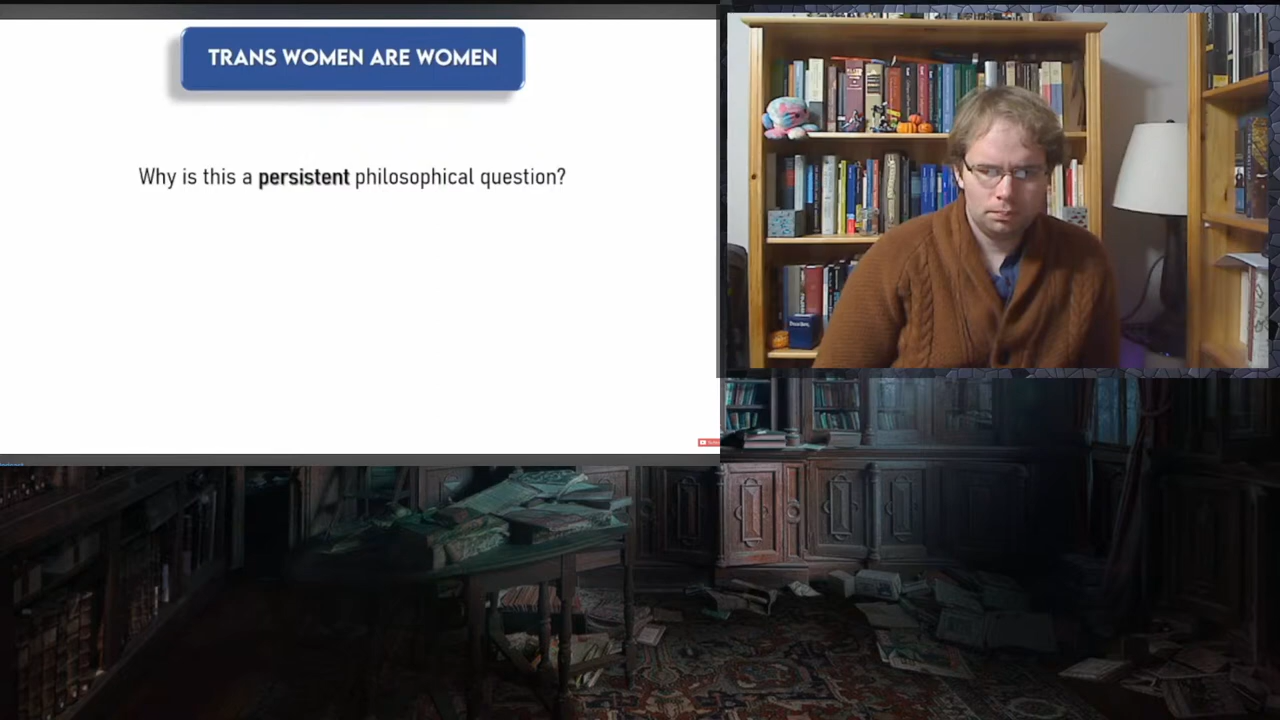 TRANS WOMEN ARE WOMEN
Why is this a persistent philosophical question?